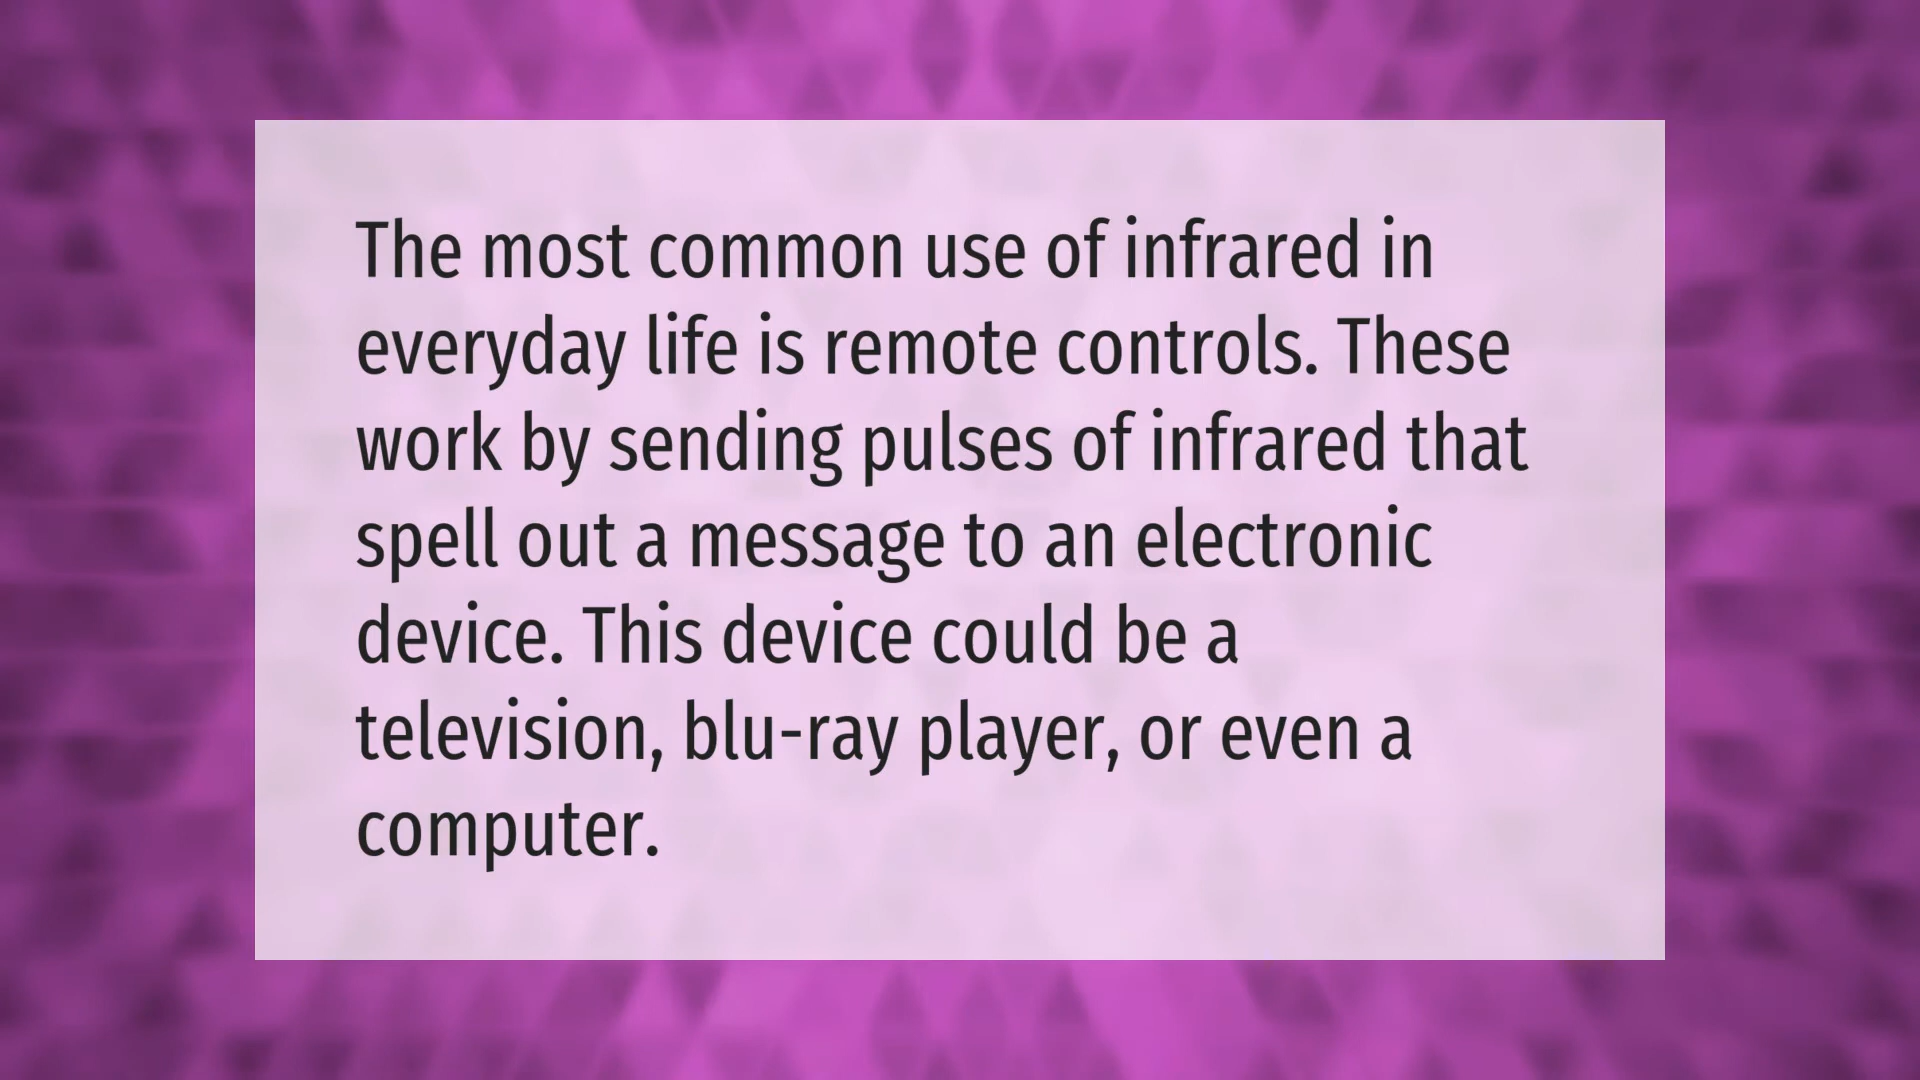 The most common use of infrared in
everyday life is remote controls. These
work by sending pulses of infrared that
spell out a message to an electronic
device. This device could be a
television, blu-ray player, or even a
computer.